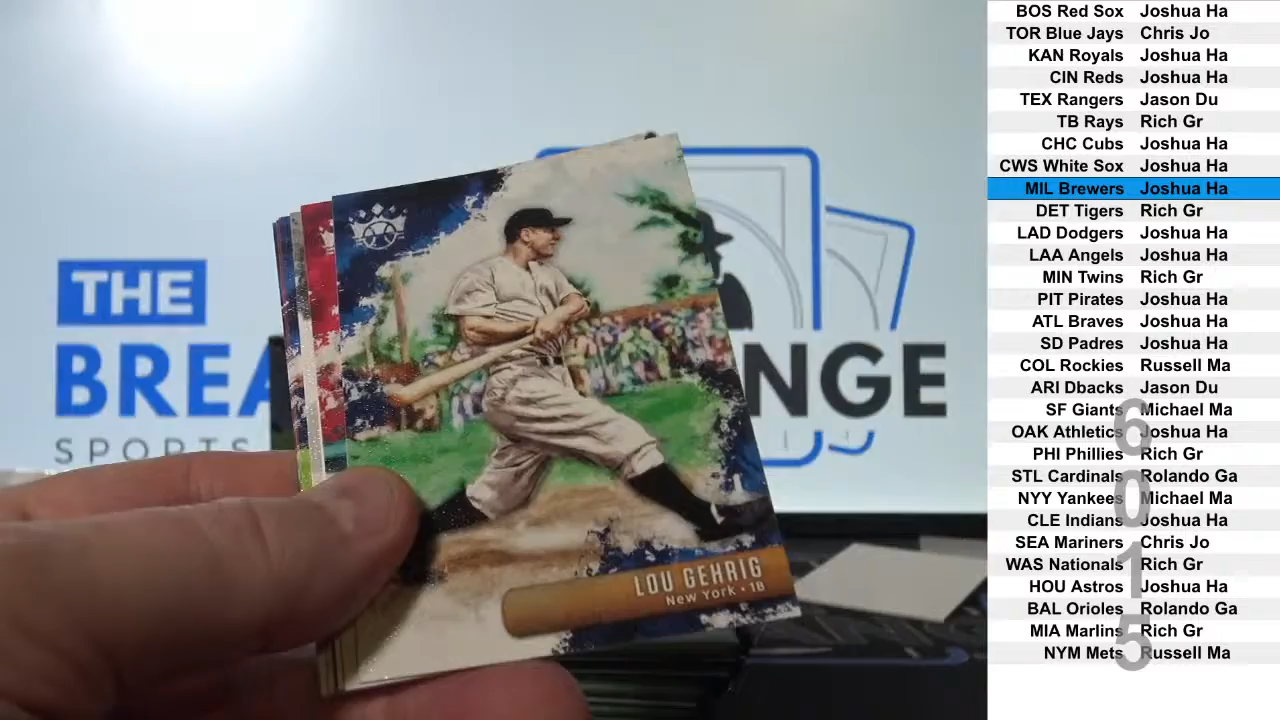 THE
BREA NGE
SPORTS
LOU GEHRIG
New York • 1B
BOS Red Sox Joshua Ha
TOR Blue Jays Chris Jo
KAN Royals Joshua Ha
CIN Reds Joshua Ha
TEX Rangers Jason Du
TB Rays Rich Gr
CHC Cubs Joshua Ha
CWS White Sox Joshua Ha
MIL Brewers Joshua Ha
DET Tigers Rich Gr
LAD Dodgers Joshua Ha
LAA Angels Joshua Ha
MIN Twins Rich Gr
PIT Pirates Joshua Ha
ATL Braves Joshua Ha
SD Padres Joshua Ha
COL Rockies Russell Ma
ARI Dbacks Jason Du
SF Giants Michael Ma
OAK Athletics Joshua Ha
PHI Phillies Rich Gr
STL Cardinals Rolando Ga
NYY Yankees Michael Ma
CLE Indians Joshua Ha
SEA Mariners Chris Jo
WAS Nationals Rich Gr
HOU Astros Joshua Ha
BAL Orioles Rolando Ga
MIA Marlins Rich Gr
NYM Mets Russell Ma
6015